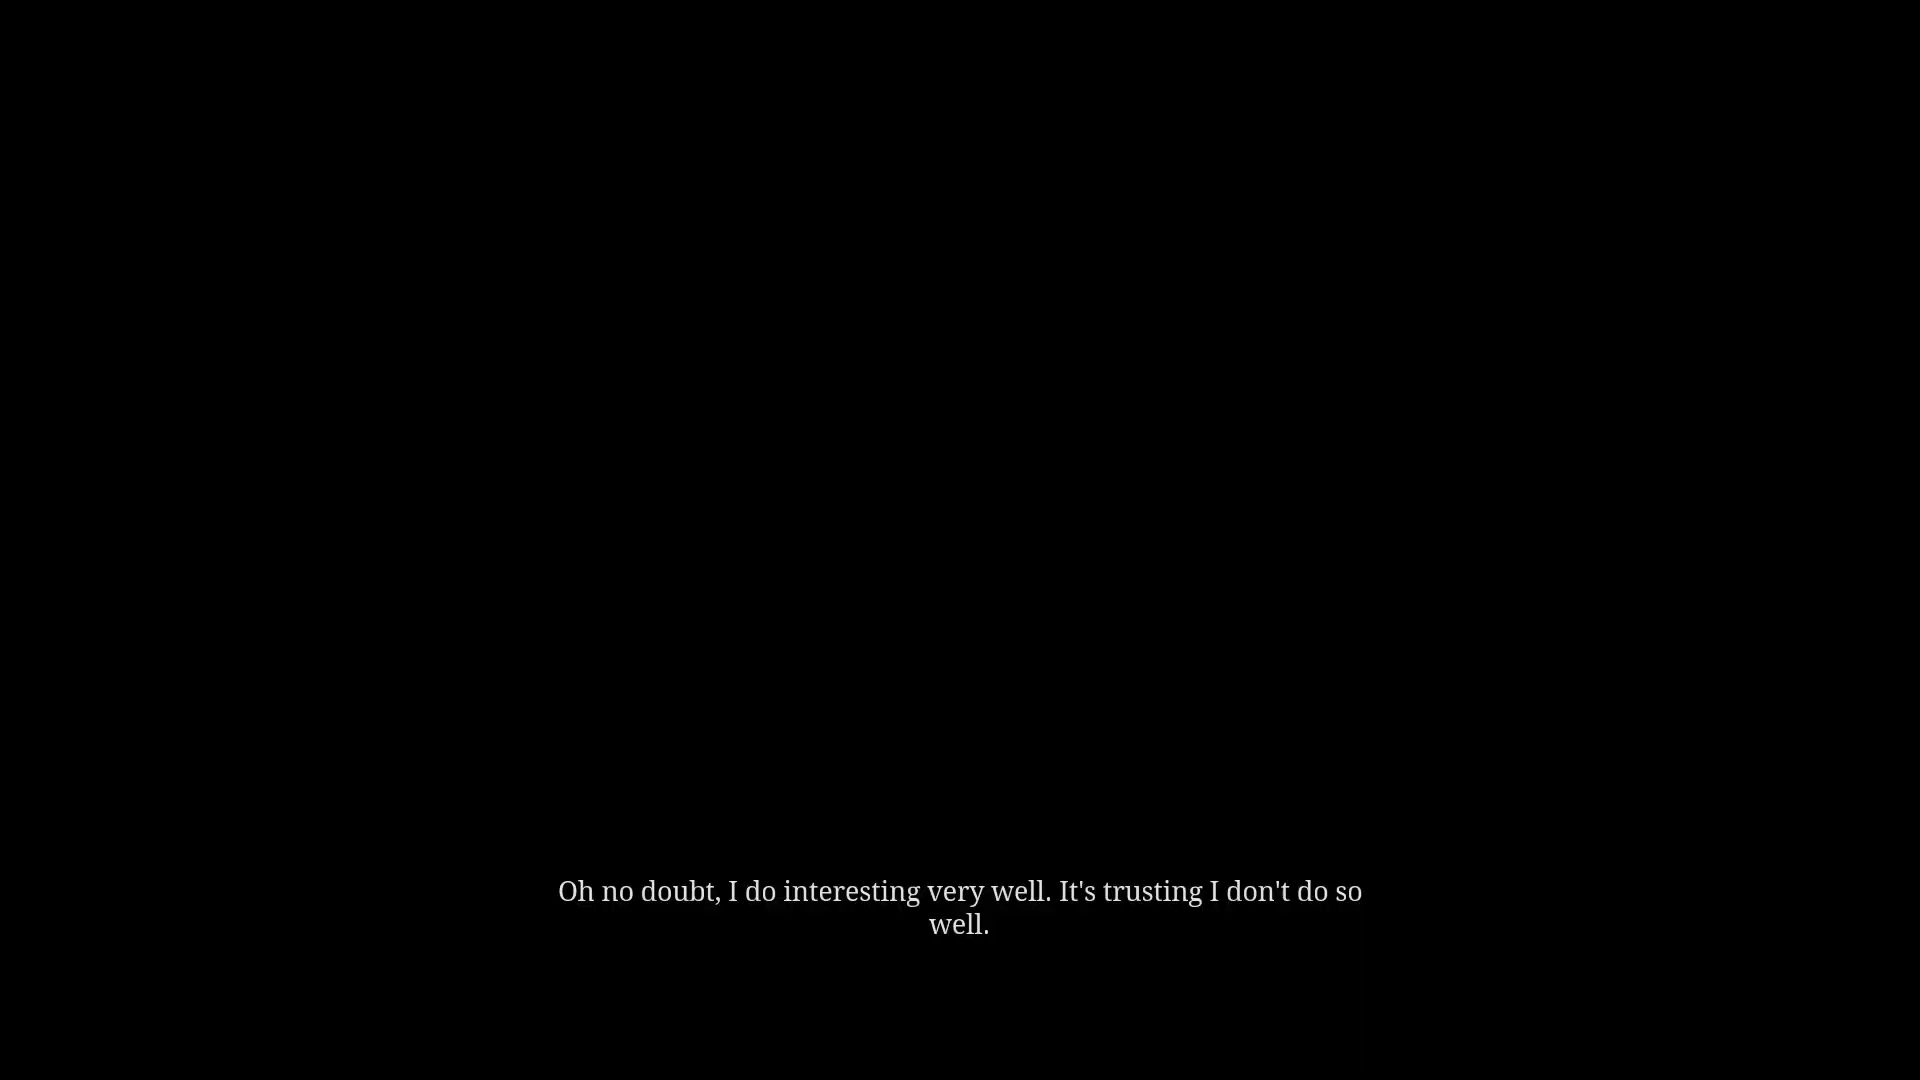 Oh no doubt, I do interesting very well. It's trusting I don't do so
well.